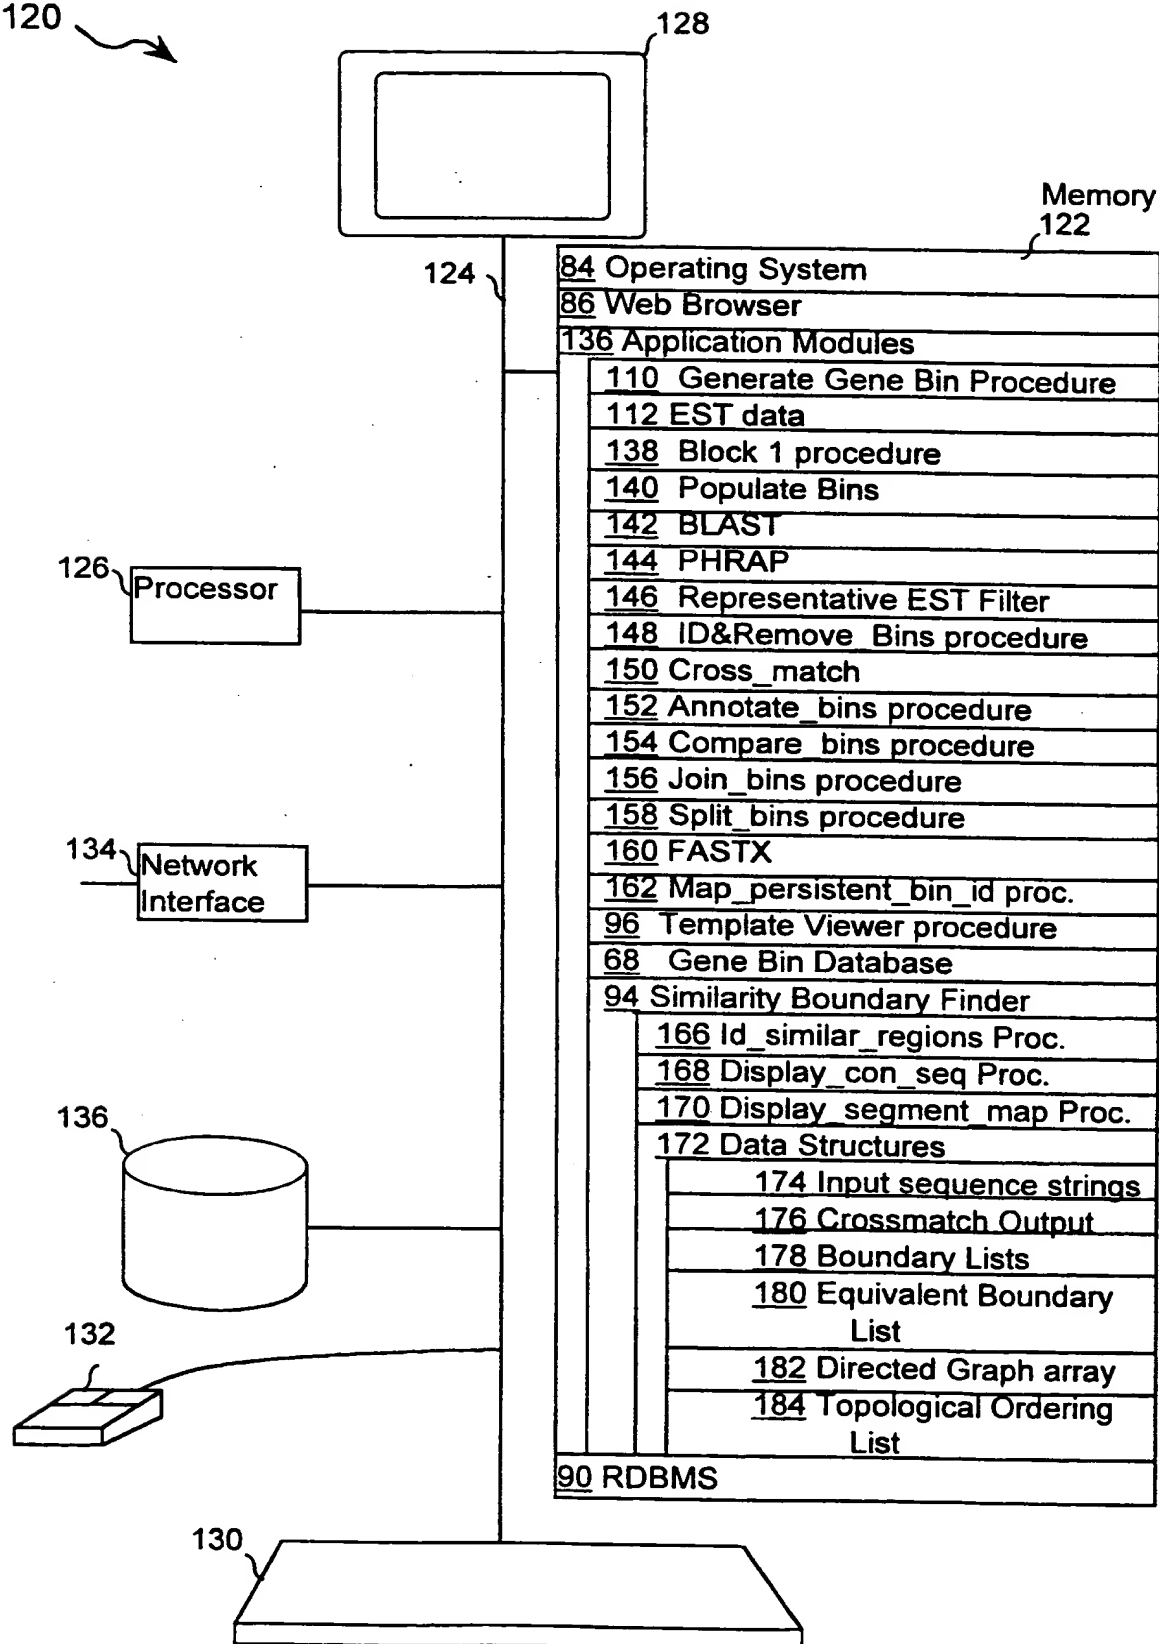 120
128
Memory
122
124
84 Operating System
86 Web Browser
136 Application Modules
110 Generate Gene Bin Procedure
112 EST data
138 Block 1 procedure
140 Populate Bins
142 BLAST
144 PHRAP
126
Processor
146 Representative EST Filter
148 ID&Remove_Bins procedure
150 Cross_match
152 Annotate_bins procedure
154 Compare_bins procedure
156 Join_bins procedure
158 Split_bins procedure
134
Network
Interface
160 FASTX
162 Map_persistent_bin_id proc.
96 Template Viewer procedure
68 Gene Bin Database
94 Similarity Boundary Finder
166 Id_similar_regions Proc.
168 Display_con_seq Proc.
170 Display_segment_map Proc.
136
172 Data Structures
174 Input sequence strings
176 Crossmatch Output
178 Boundary Lists
180 Equivalent Boundary
List
132
182 Directed Graph array
184 Topological Ordering
List
90 RDBMS
130